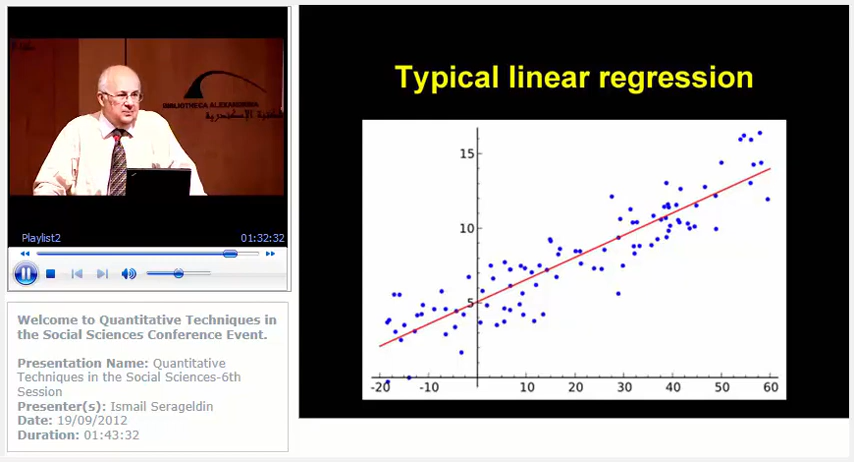 BIBLIOTHECA ALEXANDRINA
Playlist2
01:32:32
Welcome to Quantitative Techniques in
the Social Sciences Conference Event.
Presentation Name: Quantitative
Techniques in the Social Sciences-6th
Session
Presenter(s): Ismail Serageldin
Date: 19/09/2012
Duration: 01:43:32
Typical linear regression
15
10
5
-20 -10 10 20 30 40 50 60